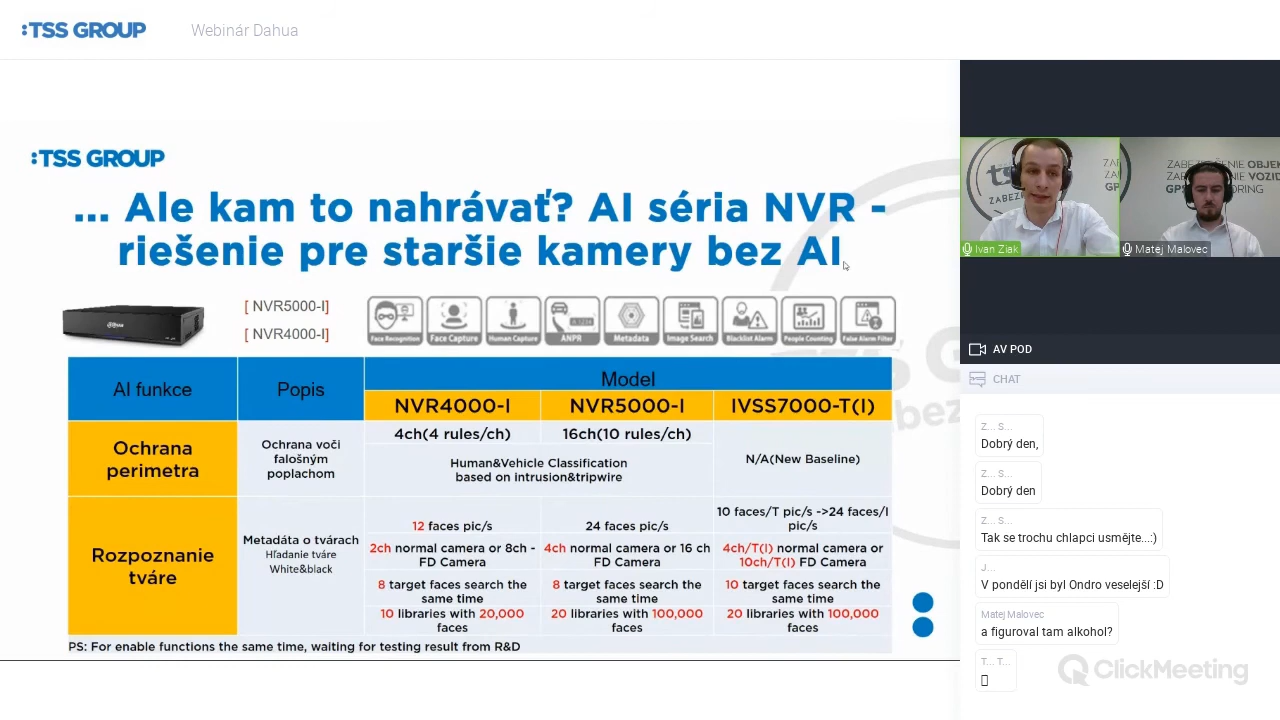 :TSS GROUP
Webinár Dahua
:TSS GROUP
... Ale kam to nahrávať? AI séria NVR -
riešenie pre staršie kamery bez AI
[ NVR5000-I]
[ NVR4000-I]
Face Recognition
Face Capture
Human Capture
ANPR
Metadata
Image Search
Blacklist Alarm
People Counting
False Alarm Filter
AI funkce
Popis
Model
NVR4000-I
NVR5000-I
IVSS7000-T(I)
Ochrana
perimetra
Ochrana voči
falošným
poplachom
4ch(4 rules/ch)
16ch(10 rules/ch)
Human&Vehicle Classification
based on intrusion&tripwire
N/A(New Baseline)
Rozpoznanie
tváre
Metadáta o tvárach
Hľadanie tváre
White&black
12 faces pic/s
24 faces pic/s
10 faces/T pic/s ->24 faces/I
pic/s
2ch normal camera or 8ch -
FD Camera
4ch normal camera or 16 ch
FD Camera
4ch/T(I) normal camera or
10ch/T(I) FD Camera
8 target faces search the
same time
8 target faces search the
same time
10 target faces search the
same time
10 libraries with 20,000
faces
20 libraries with 100,000
faces
20 libraries with 100,000
faces
PS: For enable functions the same time, waiting for testing result from R&D
Ivan Ziak
Matej Malovec
AV POD
CHAT
Z... S...
Dobrý den,
Z... S...
Dobrý den
Z... S...
Tak se trochu chlapci usmějte...:)
J...
V pondělí jsi byl Ondro veselejší :D
Matej Malovec
a figuroval tam alkohol?
T... T...
ClickMeeting